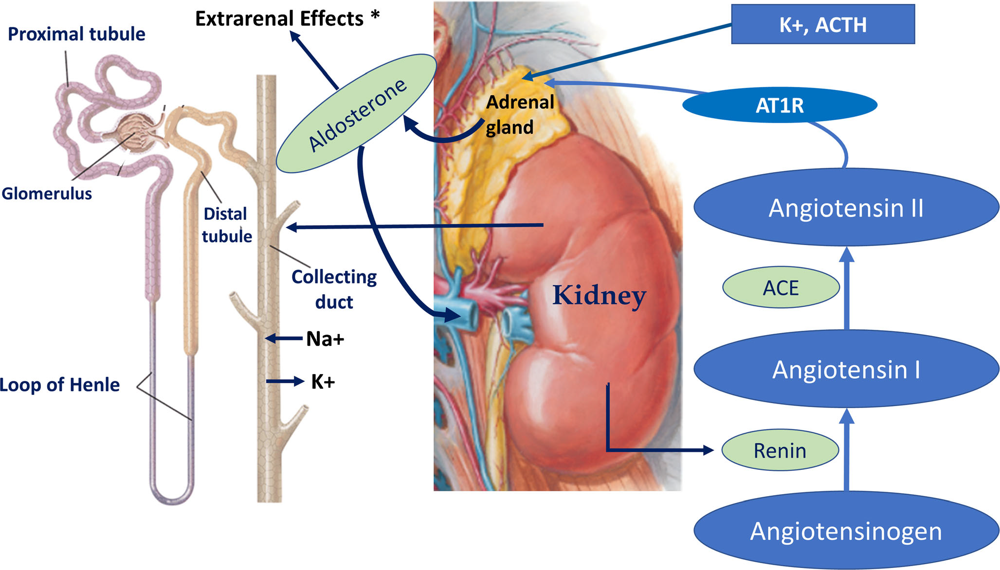 Extrarenal Effects *
K+, ACTH
Proximal tubule
Aldosterone
Adrenal
gland
AT1R
Glomerulus
Distal
tubule
Angiotensin II
Collecting
duct
ACE
Kidney
Na+
Angiotensin I
K+
Loop of Henle
Renin
Angiotensinogen